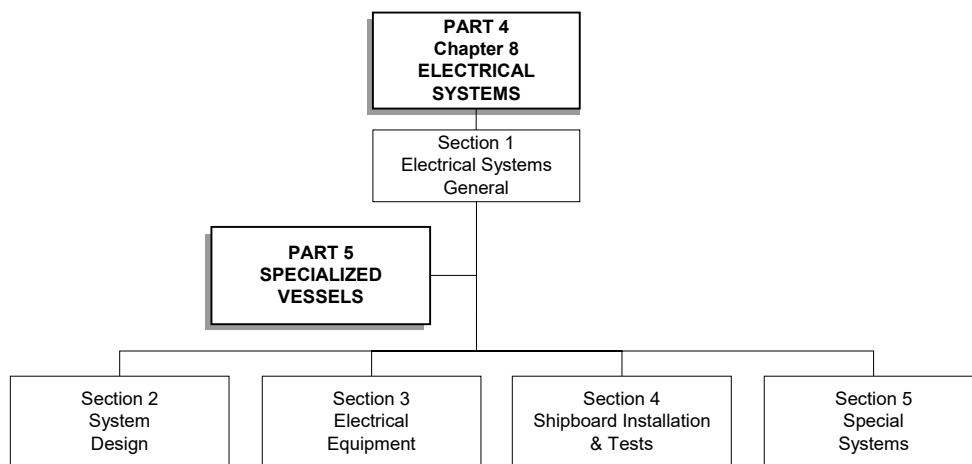 PART 4
Chapter 8
ELECTRICAL
SYSTEMS
Section 1
Electrical Systems
General
PART 5
SPECIALIZED
VESSELS
Section 2
System
Design
Section 3
Electrical
Equipment
Section 4
Shipboard Installation
& Tests
Section 5
Special
Systems